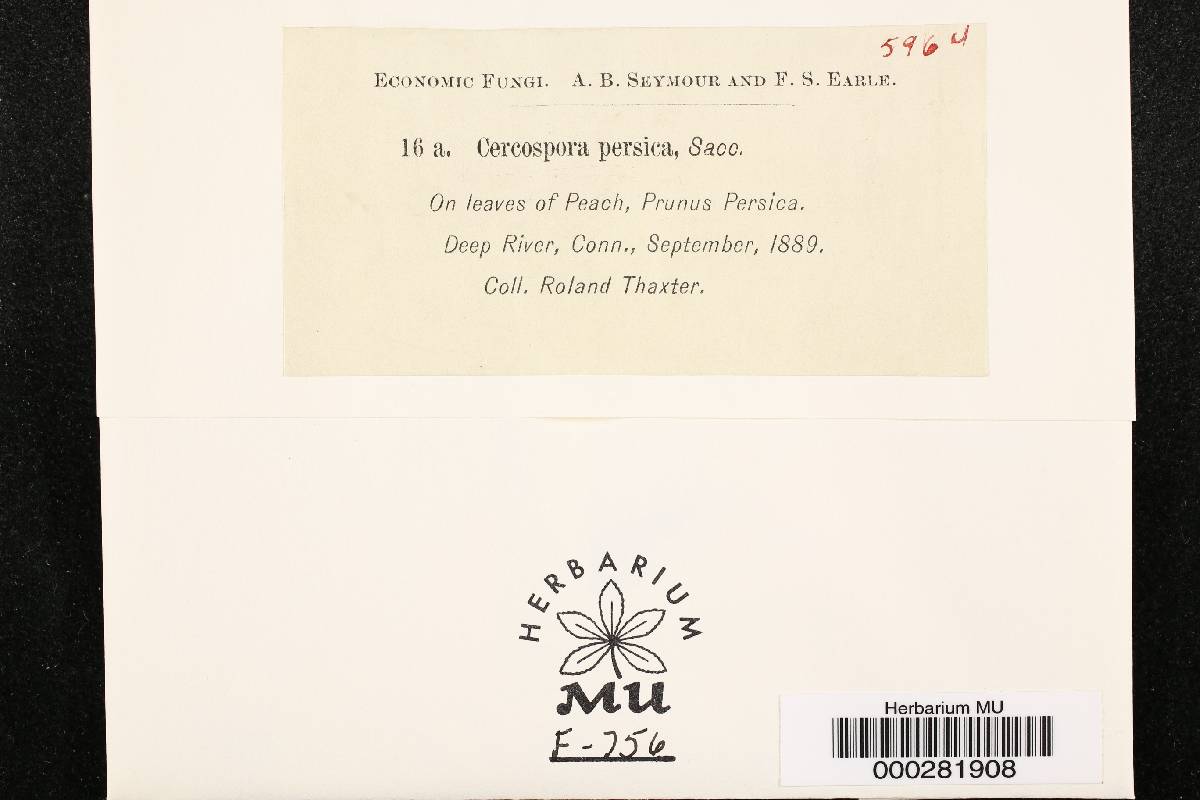 596 4
ECONOMIC FUNGI. A. B. SEYMOUR AND F. S. EARLE.
16 a. Cercospora persica, Sacc.
On leaves of Peach, Prunus Persica.
Deep River, Conn., September, 1889.
Coll. Roland Thaxter.
HERBARIUM
MU
F-756
Herbarium MU
000281908